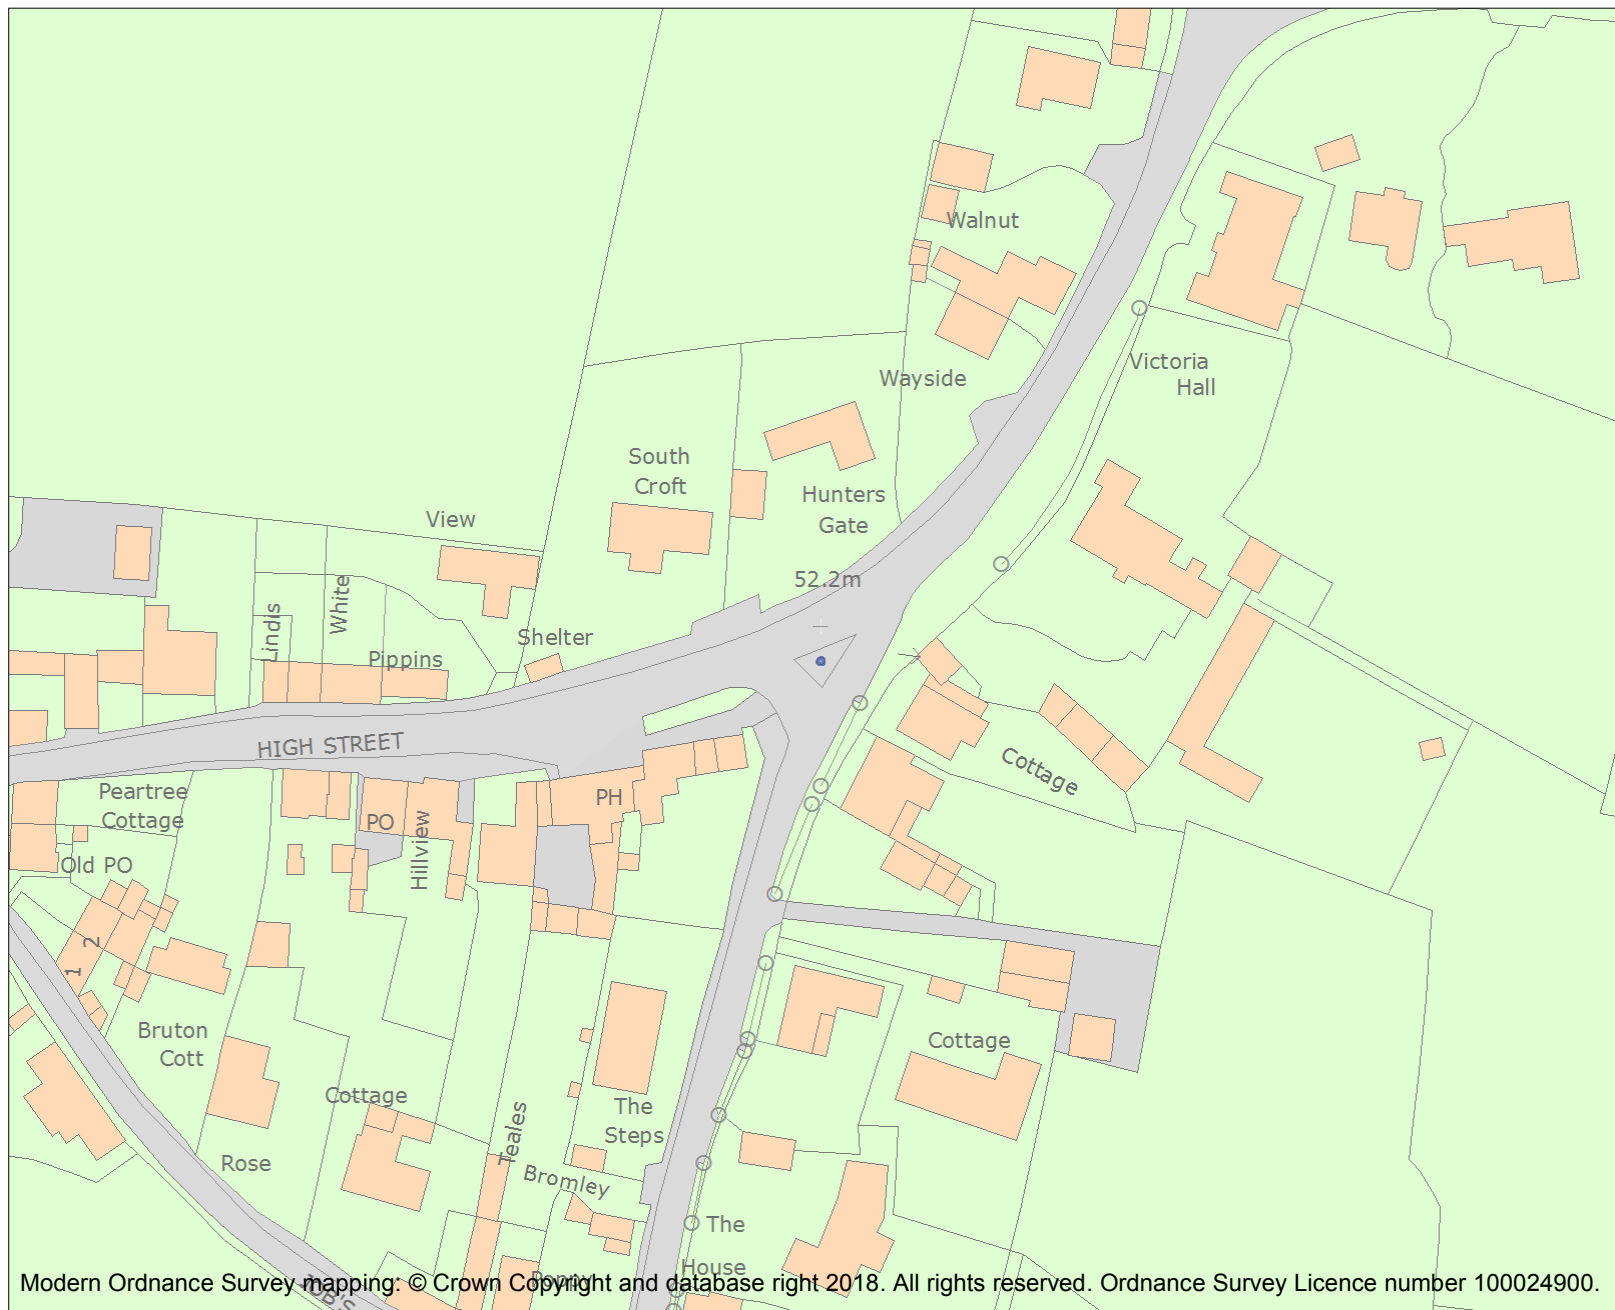 Walnut
Victoria
Hall
Wayside
South
Croft
Hunters
Gate
View
52.2m
Lindis
White
Shelter
Pippins
HIGH STREET
Cottage
Peartree
Cottage
PH
PO
Hillview
Old PO
2
1
Bruton
Cott
Cottage
Cottage
The
Steps
Teales
Rose
Bromley
The
House
Poppy
JOB'S
Modern Ordnance Survey mapping: © Crown Copyright and database right 2018. All rights reserved. Ordnance Survey Licence number 100024900.